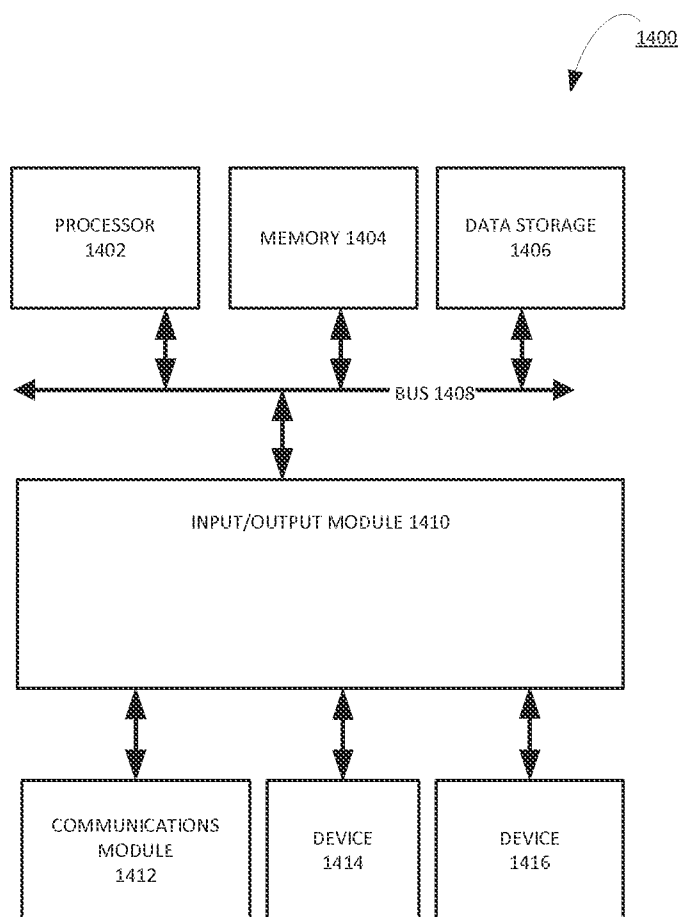 1400
PROCESSOR
1402
MEMORY 1404
DATA STORAGE
1406
BUS 1408
INPUT/OUTPUT MODULE 1410
COMMUNICATIONS
MODULE
1412
DEVICE
1414
DEVICE
1416